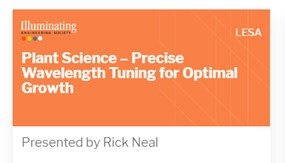 Illuminating
ENGINEERING SOCIETY
LESA
Plant Science – Precise
Wavelength Tuning for Optimal
Growth
Presented by Rick Neal